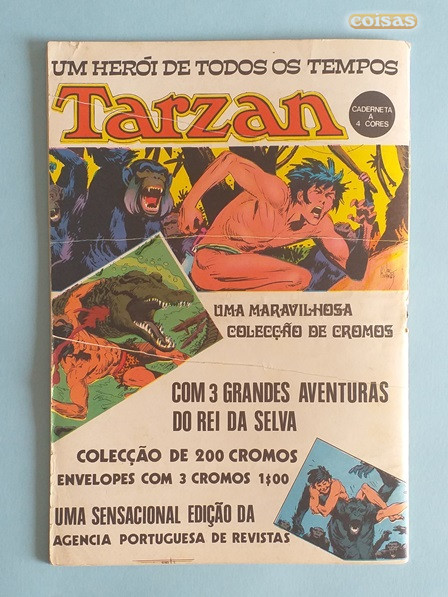 coisas
UM HERÓI DE TODOS OS TEMPOS
Tarzan
CADERNETA
A
4 CORES
UMA MARAVILHOSA
COLECÇÃO DE CROMOS
COM 3 GRANDES AVENTURAS
DO REI DA SELVA
COLECÇÃO DE 200 CROMOS
ENVELOPES COM 3 CROMOS 1$00
UMA SENSACIONAL EDIÇÃO DA
AGENCIA PORTUGUESA DE REVISTAS